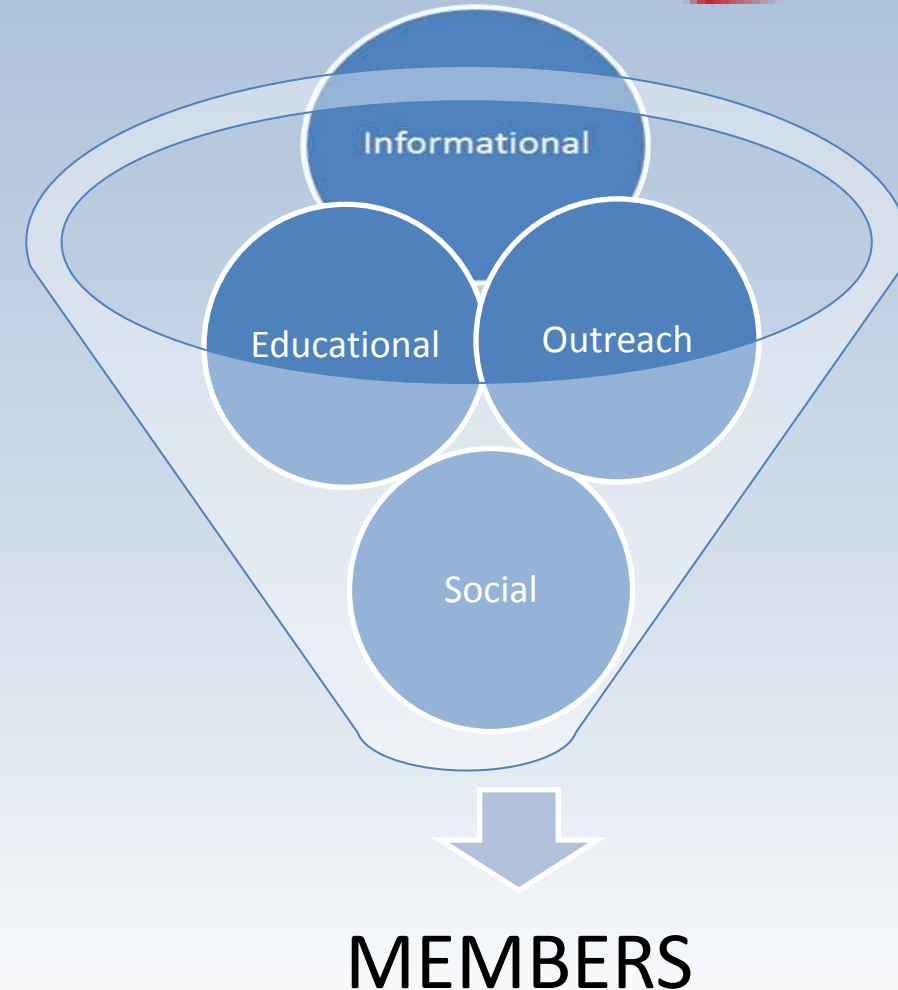 Informational
Educational
Outreach
Social
MEMBERS